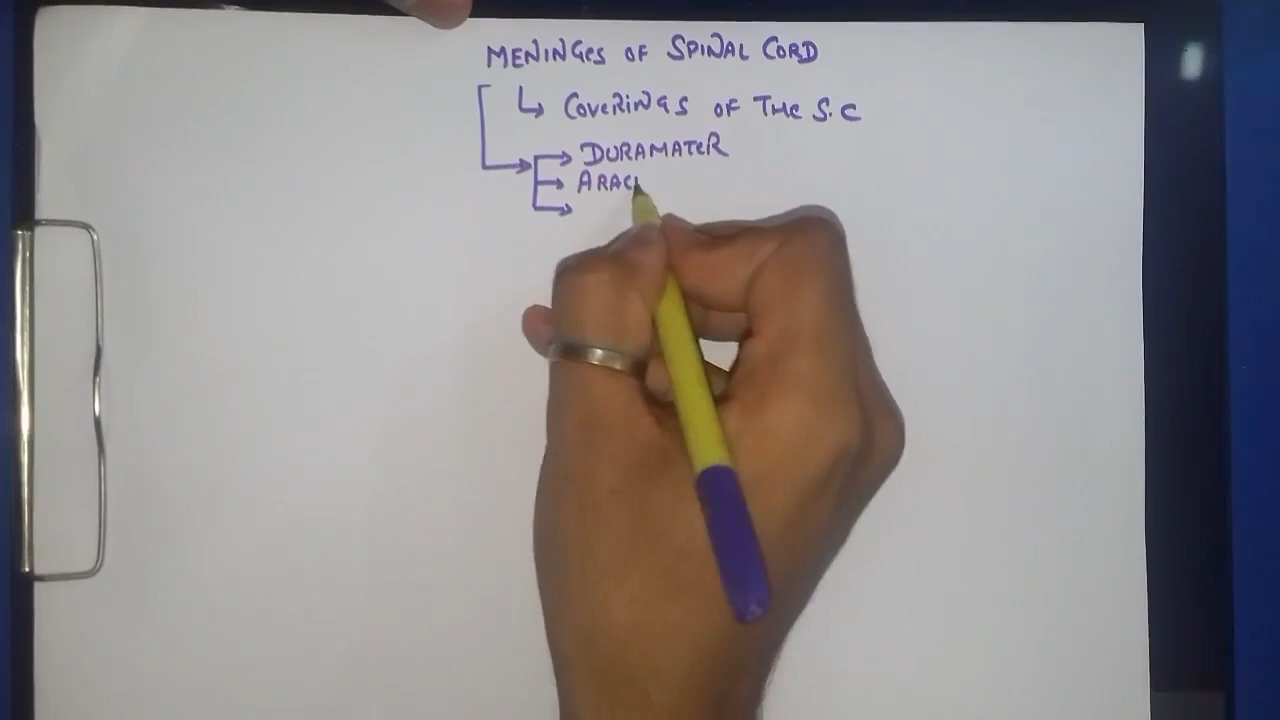 MENINGES OF SPINAL CORD
COVERINGS OF THE S.C
DURAMATER
ARAC